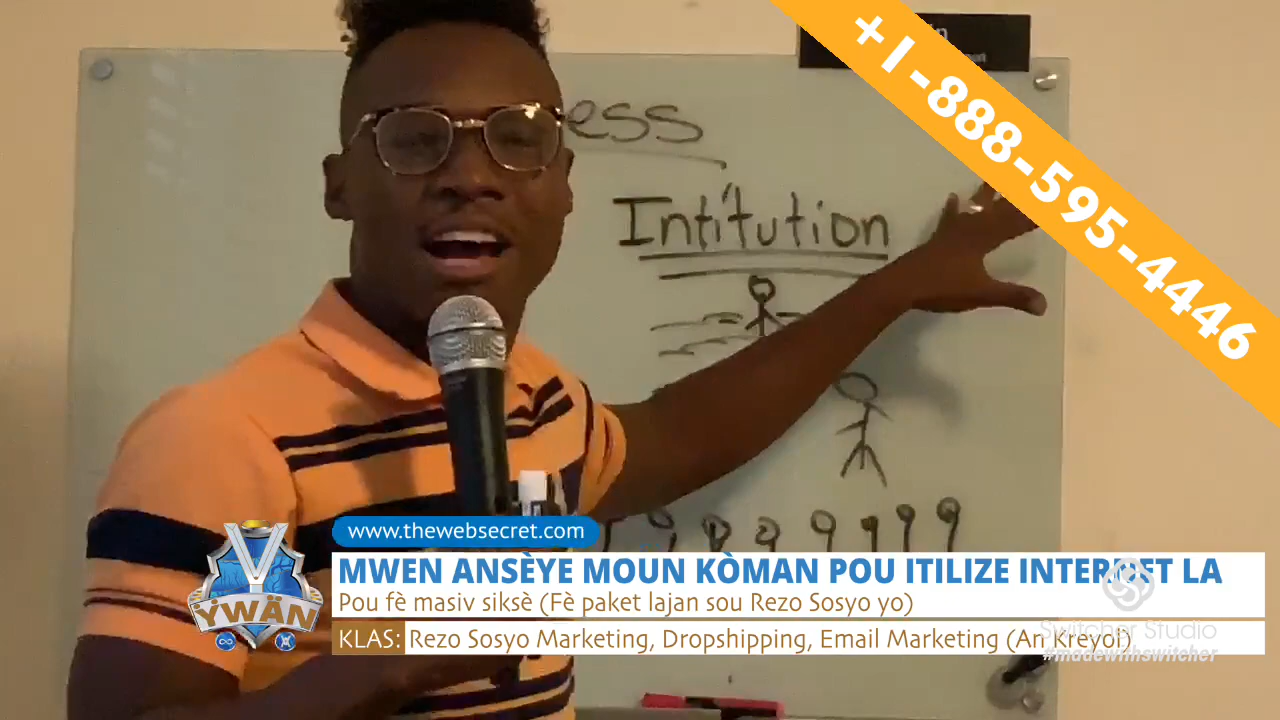 +1-888-595-4446
ess
Intitution
www.thewebsecret.com
MWEN ANSÈYE MOUN KÒMAN POU ITILIZE INTERNET LA
Pou fè masiv siksè (Fè paket lajan sou Rezo Sosyo yo)
KLAS: Rezo Sosyo Marketing, Dropshipping, Email Marketing (An Kreyol)
YWÄN
Switcher Studio
#madewithswitcher